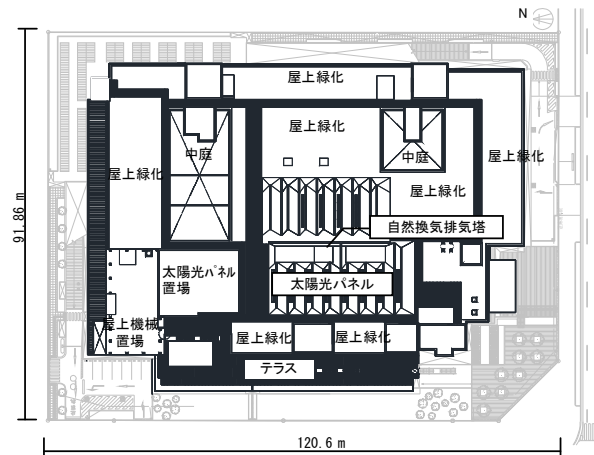 N
屋上緑化
屋上緑化
中庭
中庭
屋上緑化
屋上緑化
屋上緑化
自然換気排気塔
太陽光パネル
置場
太陽光パネル
屋上機械
置場
屋上緑化
屋上緑化
テラス
91.86 m
120.6 m